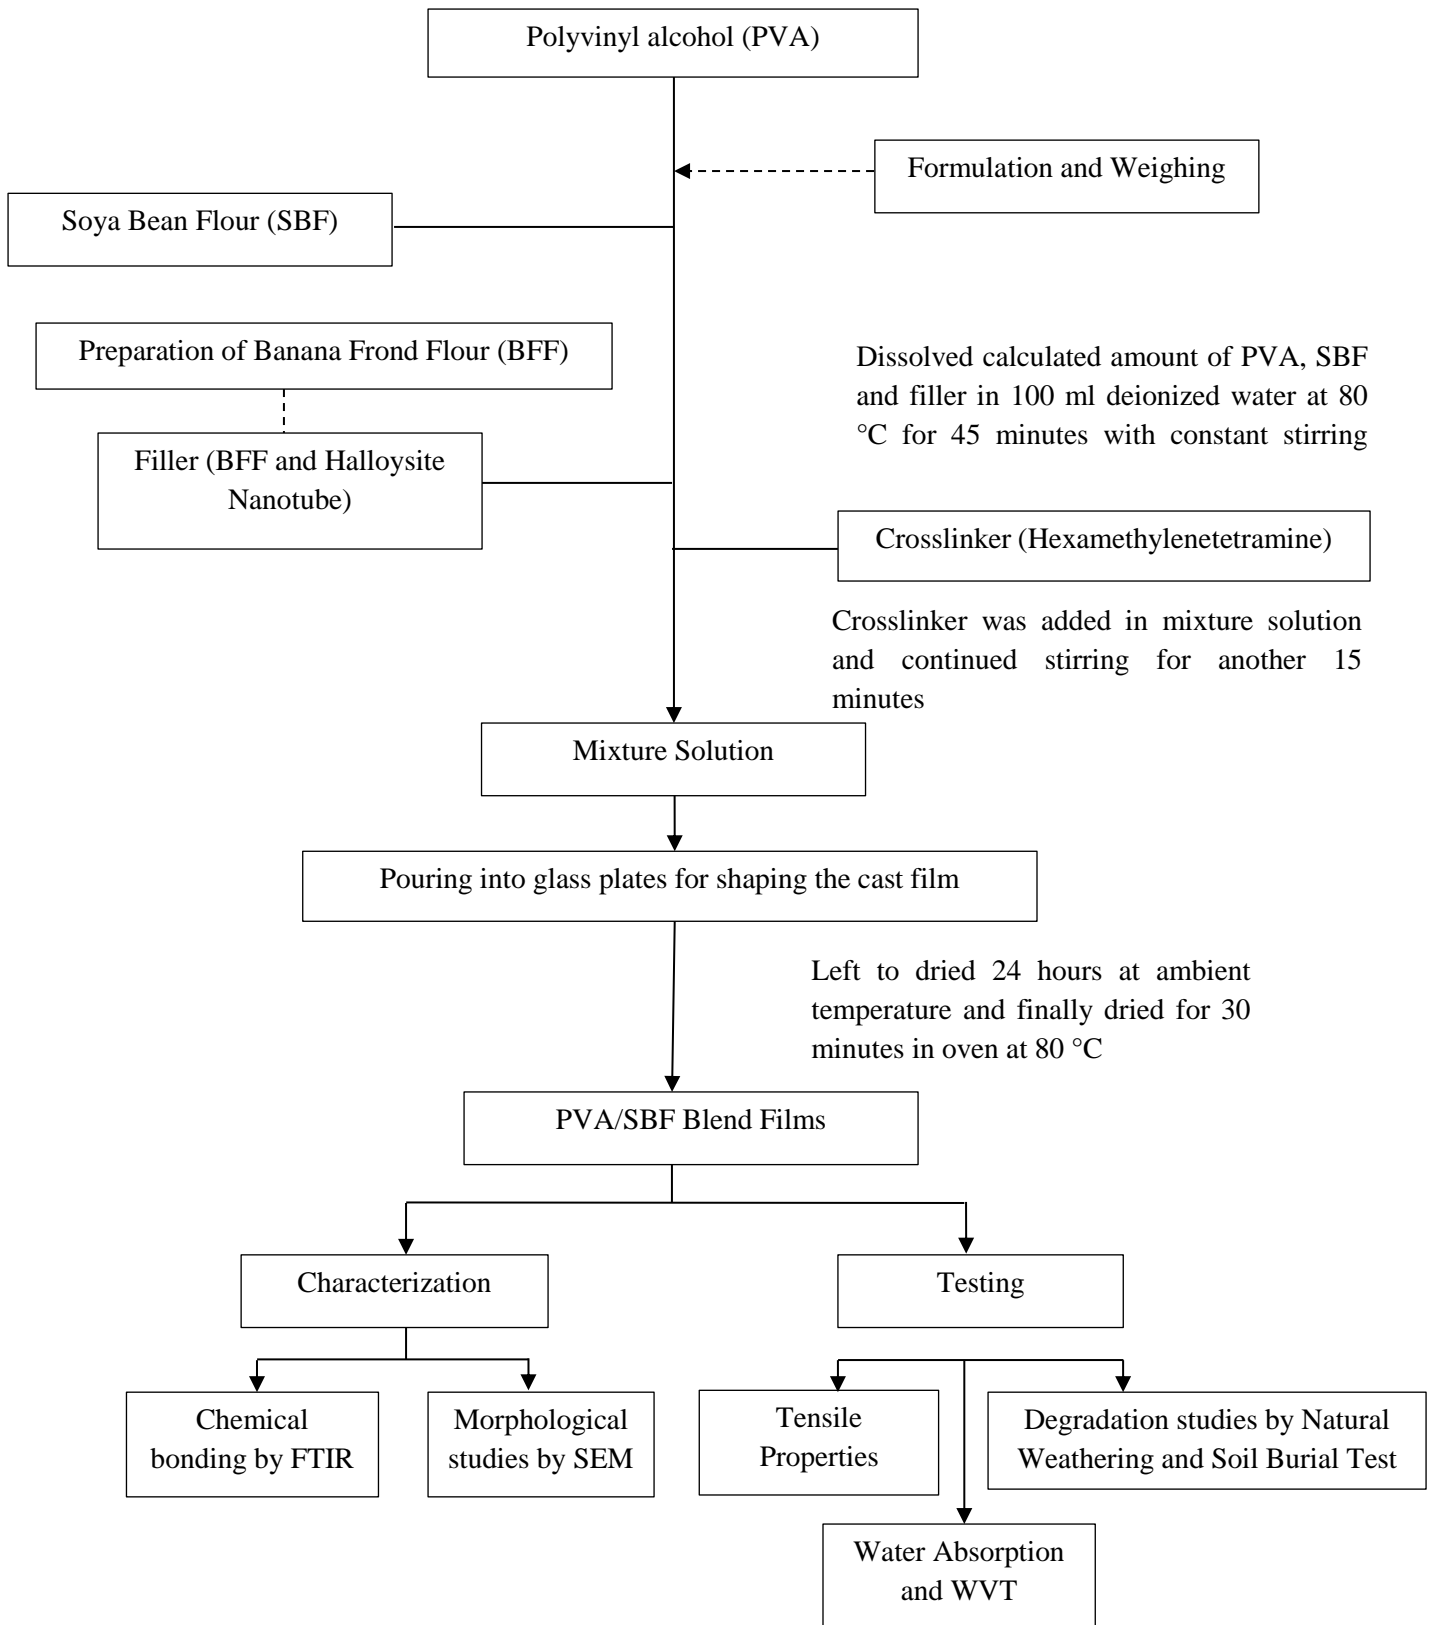 Polyvinyl alcohol (PVA)
Formulation and Weighing
Soya Bean Flour (SBF)
Preparation of Banana Frond Flour (BFF)
Dissolved calculated amount of PVA, SBF
and filler in 100 ml deionized water at 80
°C for 45 minutes with constant stirring
Filler (BFF and Halloysite
Nanotube)
Crosslinker (Hexamethylenetetramine)
Crosslinker was added in mixture solution
and continued stirring for another 15
minutes
Mixture Solution
Pouring into glass plates for shaping the cast film
Left to dried 24 hours at ambient
temperature and finally dried for 30
minutes in oven at 80 °C
PVA/SBF Blend Films
Characterization
Testing
Chemical
bonding by FTIR
Morphological
studies by SEM
Tensile
Properties
Degradation studies by Natural
Weathering and Soil Burial Test
Water Absorption
and WVT